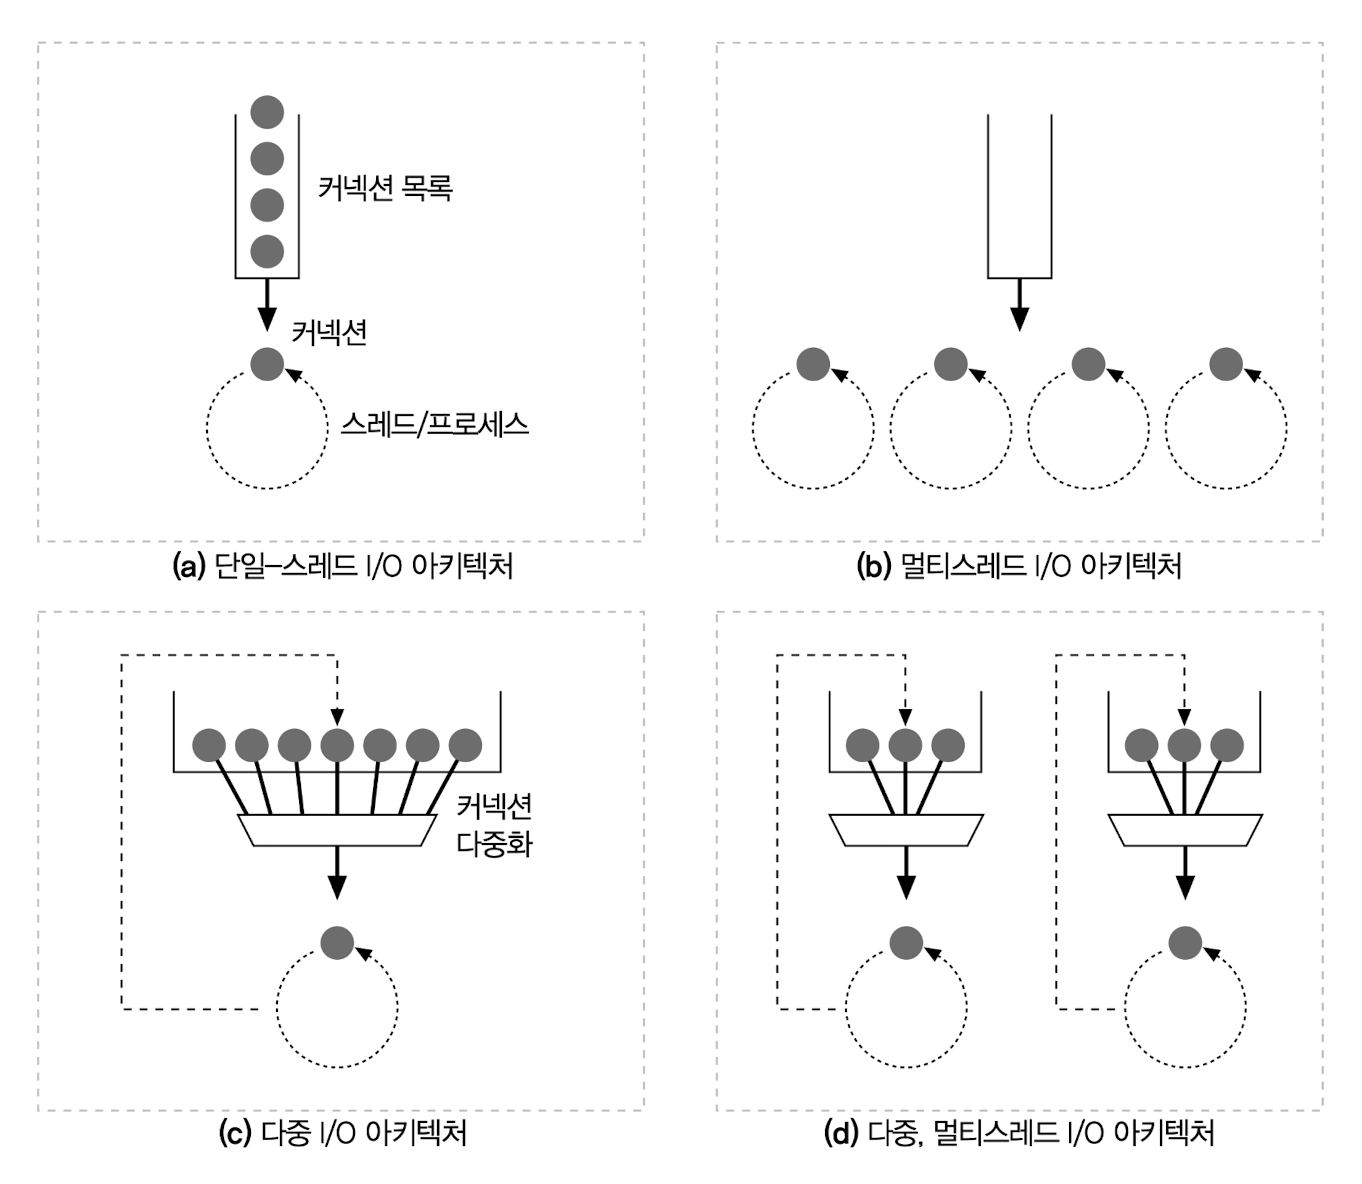 커넥션 목록
커넥션
스레드/프로세스
(a) 단일-스레드 I/O 아키텍처
(b) 멀티스레드 I/O 아키텍처
커넥션
다중화
(c) 다중 I/O 아키텍처
(d) 다중, 멀티스레드 I/O 아키텍처